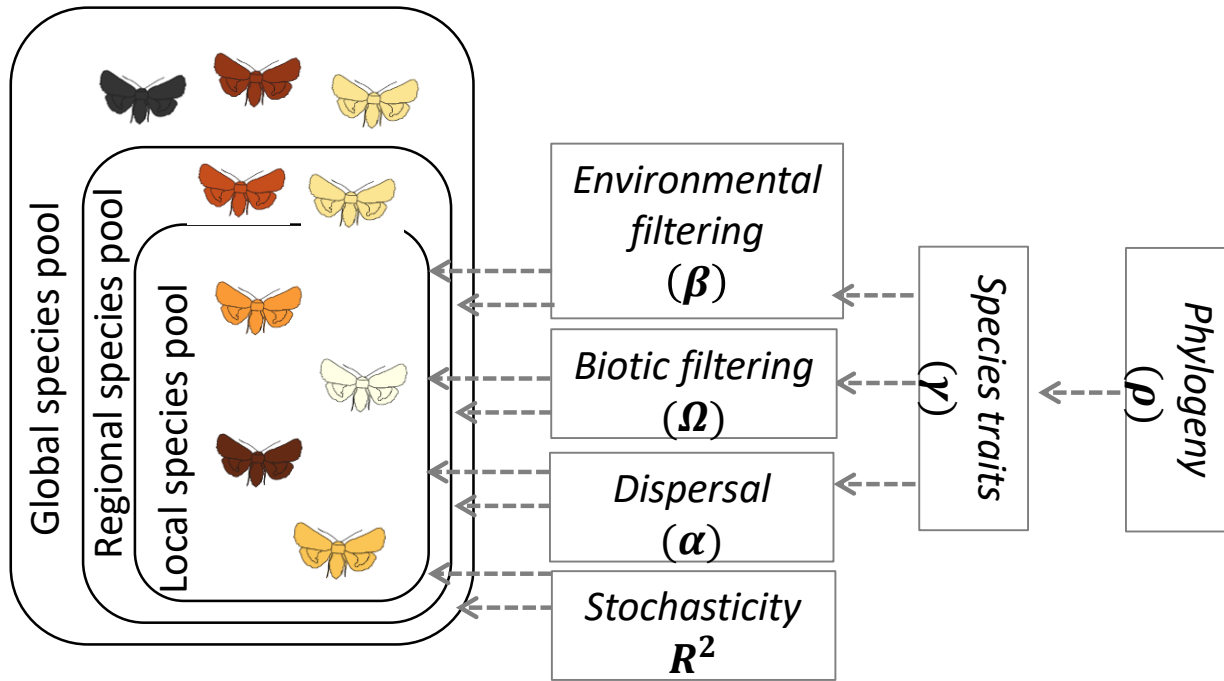 Global species pool
Regional species pool
Local species pool
Environmental
filtering
(β)
Biotic filtering
(Ω)
Dispersal
(α)
Stochasticity
R²
Species traits
(γ)
Phylogeny
(ρ)